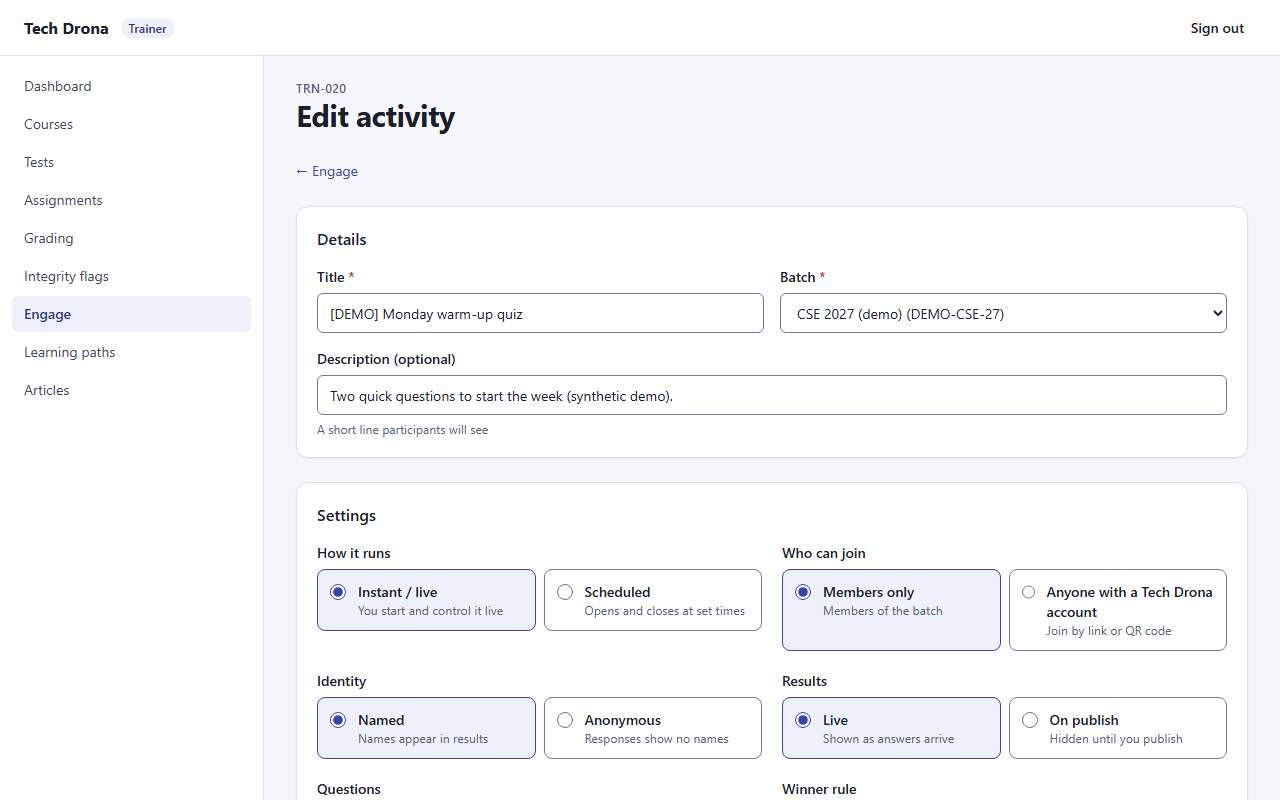 Tech Drona
Trainer
Sign out
Dashboard
Courses
Tests
Assignments
Grading
Integrity flags
Engage
Learning paths
Articles
TRN-020
Edit activity
← Engage
Details
Title *
Batch *
[DEMO] Monday warm-up quiz
CSE 2027 (demo) (DEMO-CSE-27)
Description (optional)
Two quick questions to start the week (synthetic demo).
A short line participants will see
Settings
How it runs
Who can join
Instant / live
You start and control it live
Scheduled
Opens and closes at set times
Members only
Members of the batch
Anyone with a Tech Drona
account
Join by link or QR code
Identity
Results
Named
Names appear in results
Anonymous
Responses show no names
Live
Shown as answers arrive
On publish
Hidden until you publish
Questions
Winner rule